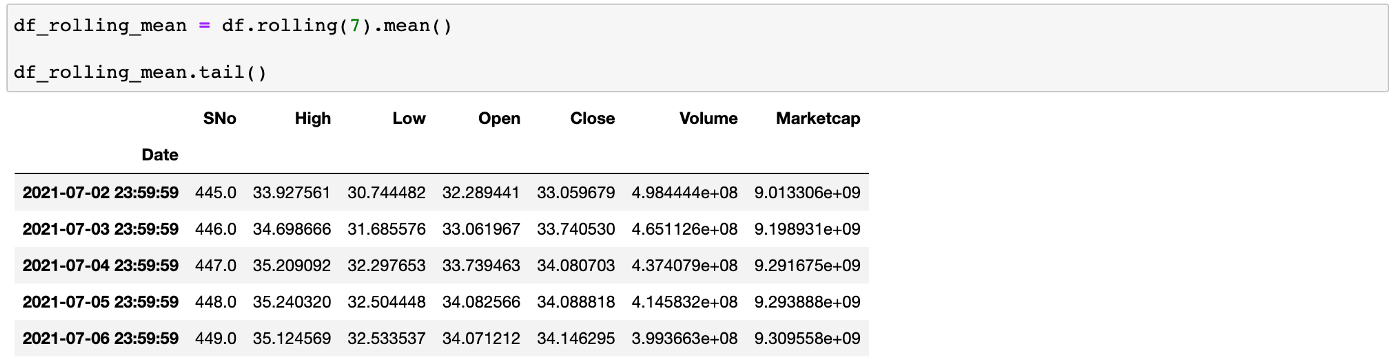 df_rolling_mean = df.rolling(7).mean()
df_rolling_mean.tail()
SNo High Low Open Close Volume Marketcap
Date
2021-07-02 23:59:59 445.0 33.927561 30.744482 32.289441 33.059679 4.984444e+08 9.013306e+09
2021-07-03 23:59:59 446.0 34.698666 31.685576 33.061967 33.740530 4.651126e+08 9.198931e+09
2021-07-04 23:59:59 447.0 35.209092 32.297653 33.739463 34.080703 4.374079e+08 9.291675e+09
2021-07-05 23:59:59 448.0 35.240320 32.504448 34.082566 34.088818 4.145832e+08 9.293888e+09
2021-07-06 23:59:59 449.0 35.124569 32.533537 34.071212 34.146295 3.993663e+08 9.309558e+09